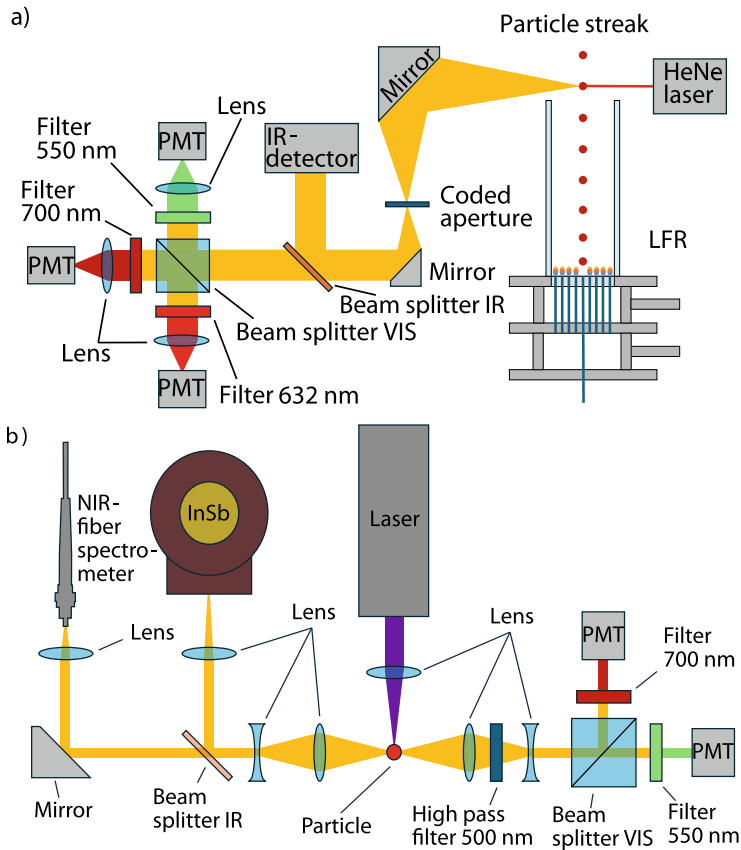 a)
Particle streak
HeNe
laser
Mirror
Lens
PMT
IR-
detector
Filter
550 nm
Filter
700 nm
Coded
aperture
LFR
PMT
Mirror
Beam splitter IR
Beam splitter VIS
Lens
PMT
Filter 632 nm
b)
NIR-
fiber
spectro-
meter
InSb
Laser
Lens
Lens
Lens
PMT
Filter
700 nm
PMT
Mirror
Beam
splitter IR
Particle
High pass
filter 500 nm
Beam
splitter VIS
Filter
550 nm